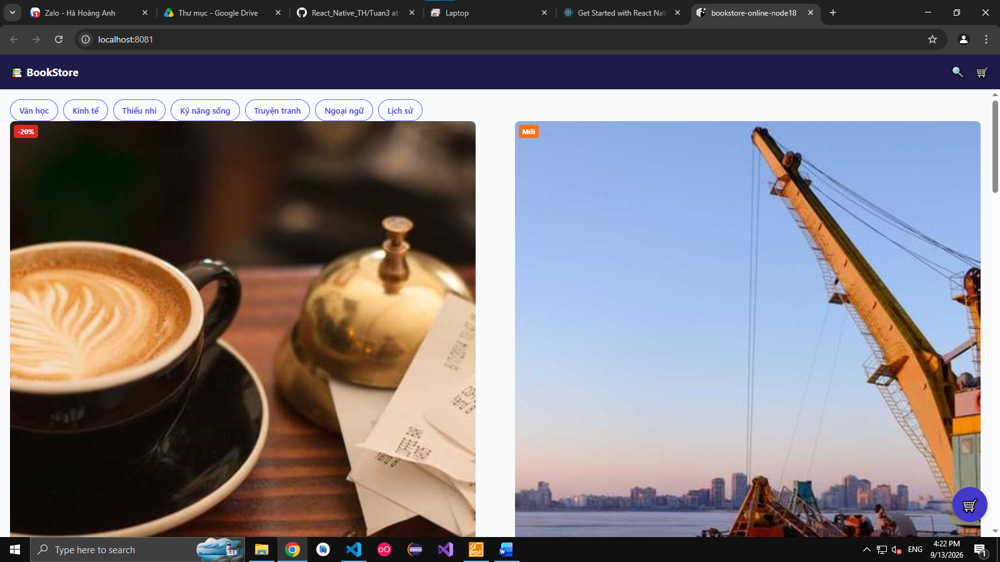 Zalo - Hà Hoàng Anh
Thư mục - Google Drive
React_Native_TH/Tuan3 at
Laptop
Get Started with React Nati
bookstore-online-node18
localhost:8081
BookStore
Văn học
Kinh tế
Thiếu nhi
Kỹ năng sống
Truyện tranh
Ngoại ngữ
Lịch sử
-20%
Mới
Type here to search
ENG
4:22 PM
9/13/2026
1